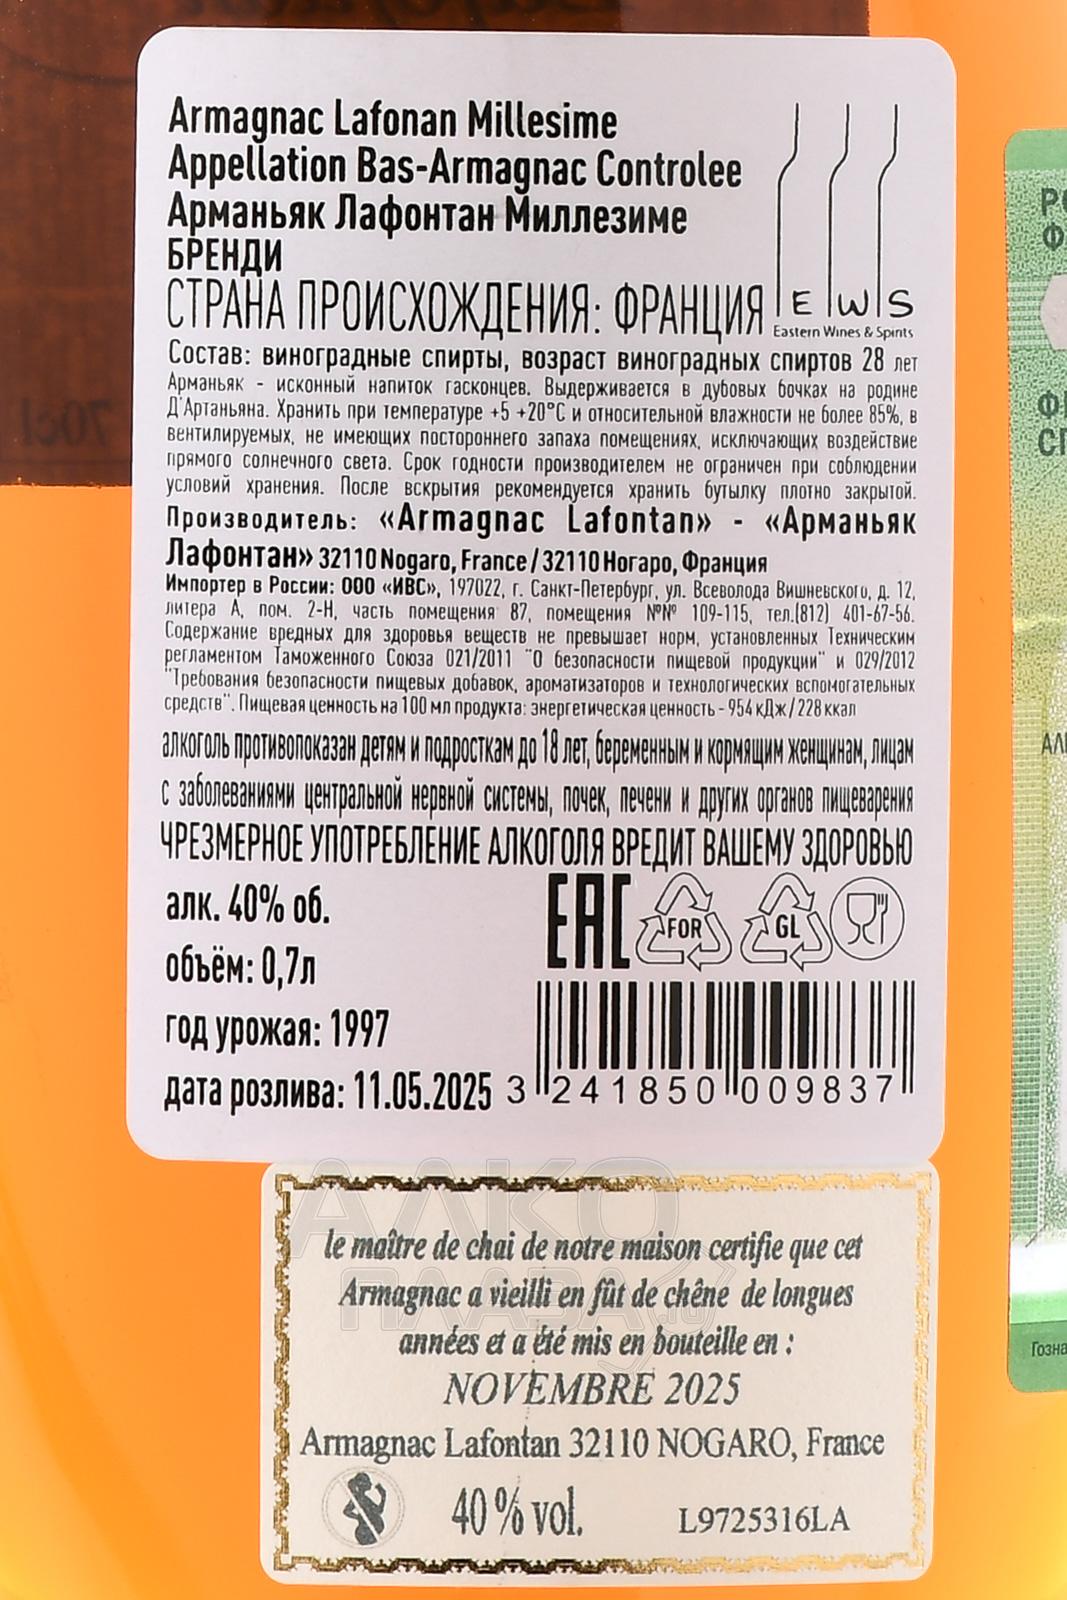 Armagnac Lafonan Millesime
Appellation Bas-Armagnac Controlee
Арманьяк Лафонтан Миллезиме
БРЕНДИ
СТРАНА ПРОИСХОЖДЕНИЯ: ФРАНЦИЯ
E W S
Eastern Wines & Spirits
Состав: виноградные спирты, возраст виноградных спиртов 28 лет
Арманьяк - исконный напиток гасконцев. Выдерживается в дубовых бочках на родине
Д'Артаньяна. Хранить при температуре +5 +20°С и относительной влажности не более 85%, в
вентилируемых, не имеющих постороннего запаха помещениях, исключающих воздействие
прямого солнечного света. Срок годности производителем не ограничен при соблюдении
условий хранения. После вскрытия рекомендуется хранить бутылку плотно закрытой.
Производитель: «Armagnac Lafontan» - «Арманьяк
Лафонтан» 32110 Nogaro, France / 32110 Ногаро, Франция
Импортер в России: ООО «ИВС», 197022, г. Санкт-Петербург, ул. Всеволода Вишневского, д. 12,
литера А, пом. 2-Н, часть помещения 87, помещения №№ 109-115, тел.(812) 401-67-56.
Содержание вредных для здоровья веществ не превышает норм, установленных Техническим
регламентом Таможенного Союза 021/2011 "О безопасности пищевой продукции" и 029/2012
"Требования безопасности пищевых добавок, ароматизаторов и технологических вспомогательных
средств". Пищевая ценность на 100 мл продукта: энергетическая ценность - 954 кДж / 228 ккал
алкоголь противопоказан детям и подросткам до 18 лет, беременным и кормящим женщинам, лицам
с заболеваниями центральной нервной системы, почек, печени и других органов пищеварения
ЧРЕЗМЕРНОЕ УПОТРЕБЛЕНИЕ АЛКОГОЛЯ ВРЕДИТ ВАШЕМУ ЗДОРОВЬЮ
алк. 40% об.
EAC FOR GL
объём: 0,7л
год урожая: 1997
дата розлива: 11.05.2025
3 241850 009837
АЛКО
ПЛАЗА.ru
le maître de chai de notre maison certifie que cet
Armagnac a vieilli en fût de chêne de longues
années et a été mis en bouteille en :
NOVEMBRE 2025
Armagnac Lafontan 32110 NOGARO, France
40 % vol.
L9725316LA
70cl